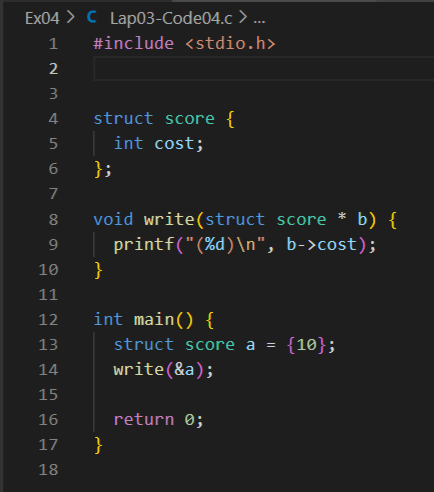 Ex04 > C Lap03-Code04.c > ...
1 #include <stdio.h>
2
3
4 struct score {
5   int cost;
6 };
7
8 void write(struct score * b) {
9   printf("(%d)\n", b->cost);
10 }
11
12 int main() {
13   struct score a = {10};
14   write(&a);
15
16   return 0;
17 }
18